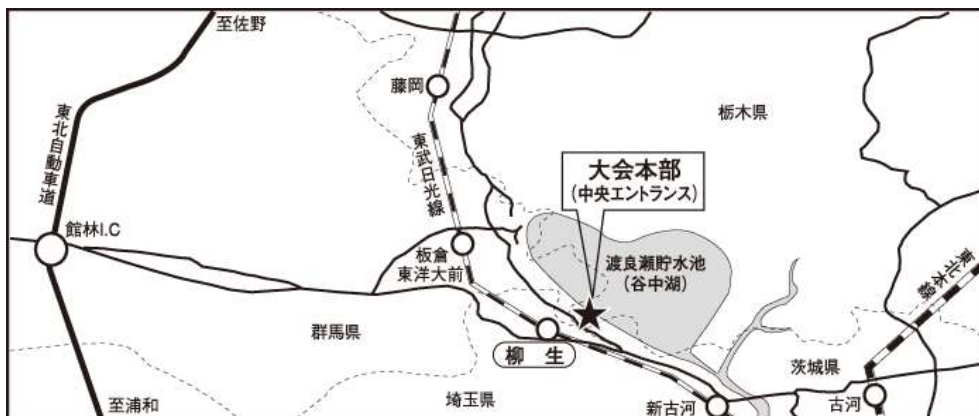 至佐野
藤岡
栃木県
東北自動車道
東武日光線
大会本部
(中央エントランス)
館林I.C
板倉
東洋大前
渡良瀬貯水池
(谷中湖)
東北本線
群馬県
柳 生
茨城県
至浦和
埼玉県
新古河
古河